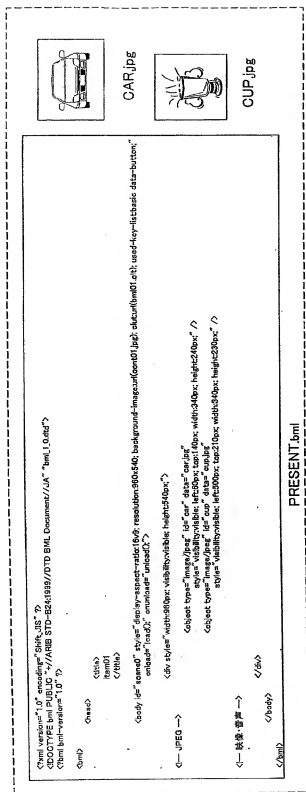 <?xml version="1.0" encoding="Shift_JIS" ?>
<!DOCTYPE bml PUBLIC "+//ARIB STD-B24:1999//DTD BML Document//JA" "bml_1_0.dtd">
<?bml bml-version="1.0" ?>
<bml>
<head>
<title>
item01
</title>
<body id="scene0" style="display-aspect-ratio:16v9; resolution:960x540; background-image:url(cont01.jpg); clut:url(bml01.clt); used-key-list:basic data-button;"
onload="load();" onunload="unload();">
<div style="width:960px; visibility:visible; height:540px;">
<!-- JPEG -->
<object type="image/jpeg" id="car" data="car.jpg"
style="visibility:visible; left:80px; top:140px; width:340px; height:240px;" />
<object type="image/jpeg" id="cup" data="cup.jpg"
style="visibility:visible; left:800px; top:210px; width:340px; height:230px;" />
<!-- 映像・音声 -->
</div>
</body>
</bml>
CAR.jpg
CUP.jpg
PRESENT.bml